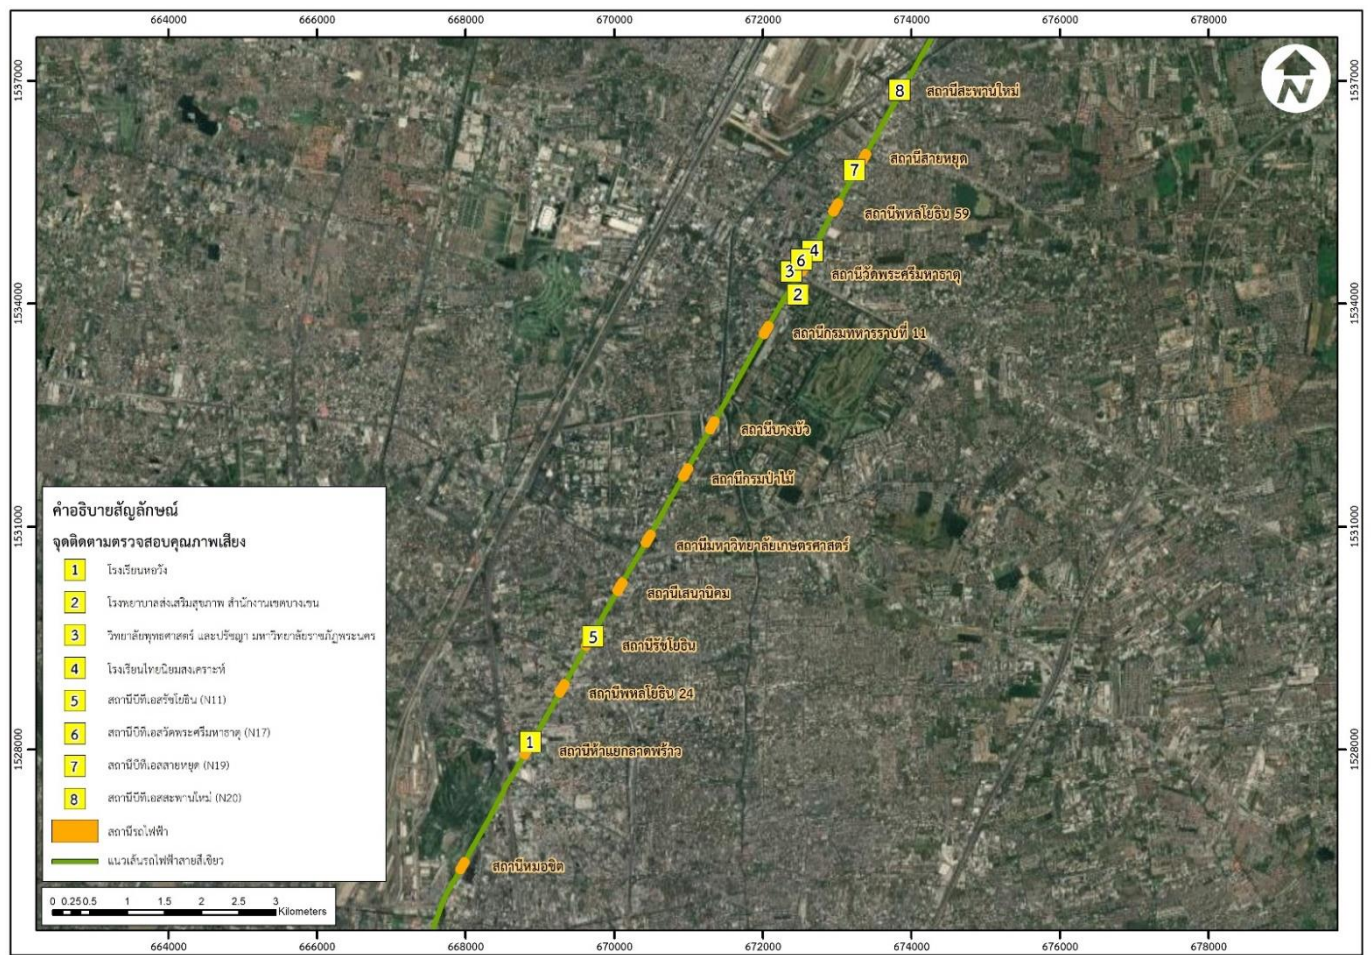 664000 666000 668000 670000 672000 674000 676000 678000
1537000 1537000
8 สถานีสะพานใหม่
N
7 สถานีสายหยุด
สถานีพหลโยธิน 59
4
6
3 สถานีวัดพระศรีมหาธาตุ
2
1534000 1534000
สถานีกรมทหารราบที่ 11
สถานีบางบัว
สถานีกรมป่าไม้
1531000 1531000
สถานีมหาวิทยาลัยเกษตรศาสตร์
สถานีเสนานิคม
5 สถานีรัชโยธิน
สถานีพหลโยธิน 24
1 สถานีห้าแยกลาดพร้าว
1528000 1528000
สถานีหมอชิต
คำอธิบายสัญลักษณ์
จุดติดตามตรวจสอบคุณภาพเสียง
1 โรงเรียนหอวัง
2 โรงพยาบาลส่งเสริมสุขภาพ สำนักงานเขตบางเขน
3 วิทยาลัยพุทธศาสตร์ และปรัชญา มหาวิทยาลัยราชภัฏพระนคร
4 โรงเรียนไทยนิยมสงเคราะห์
5 สถานีบีทีเอสรัชโยธิน (N11)
6 สถานีบีทีเอสวัดพระศรีมหาธาตุ (N17)
7 สถานีบีทีเอสสายหยุด (N19)
8 สถานีบีทีเอสสะพานใหม่ (N20)
สถานีรถไฟฟ้า
แนวเส้นรถไฟฟ้าสายสีเขียว
0 0.25 0.5 1 1.5 2 2.5 3 Kilometers
664000 666000 668000 670000 672000 674000 676000 678000